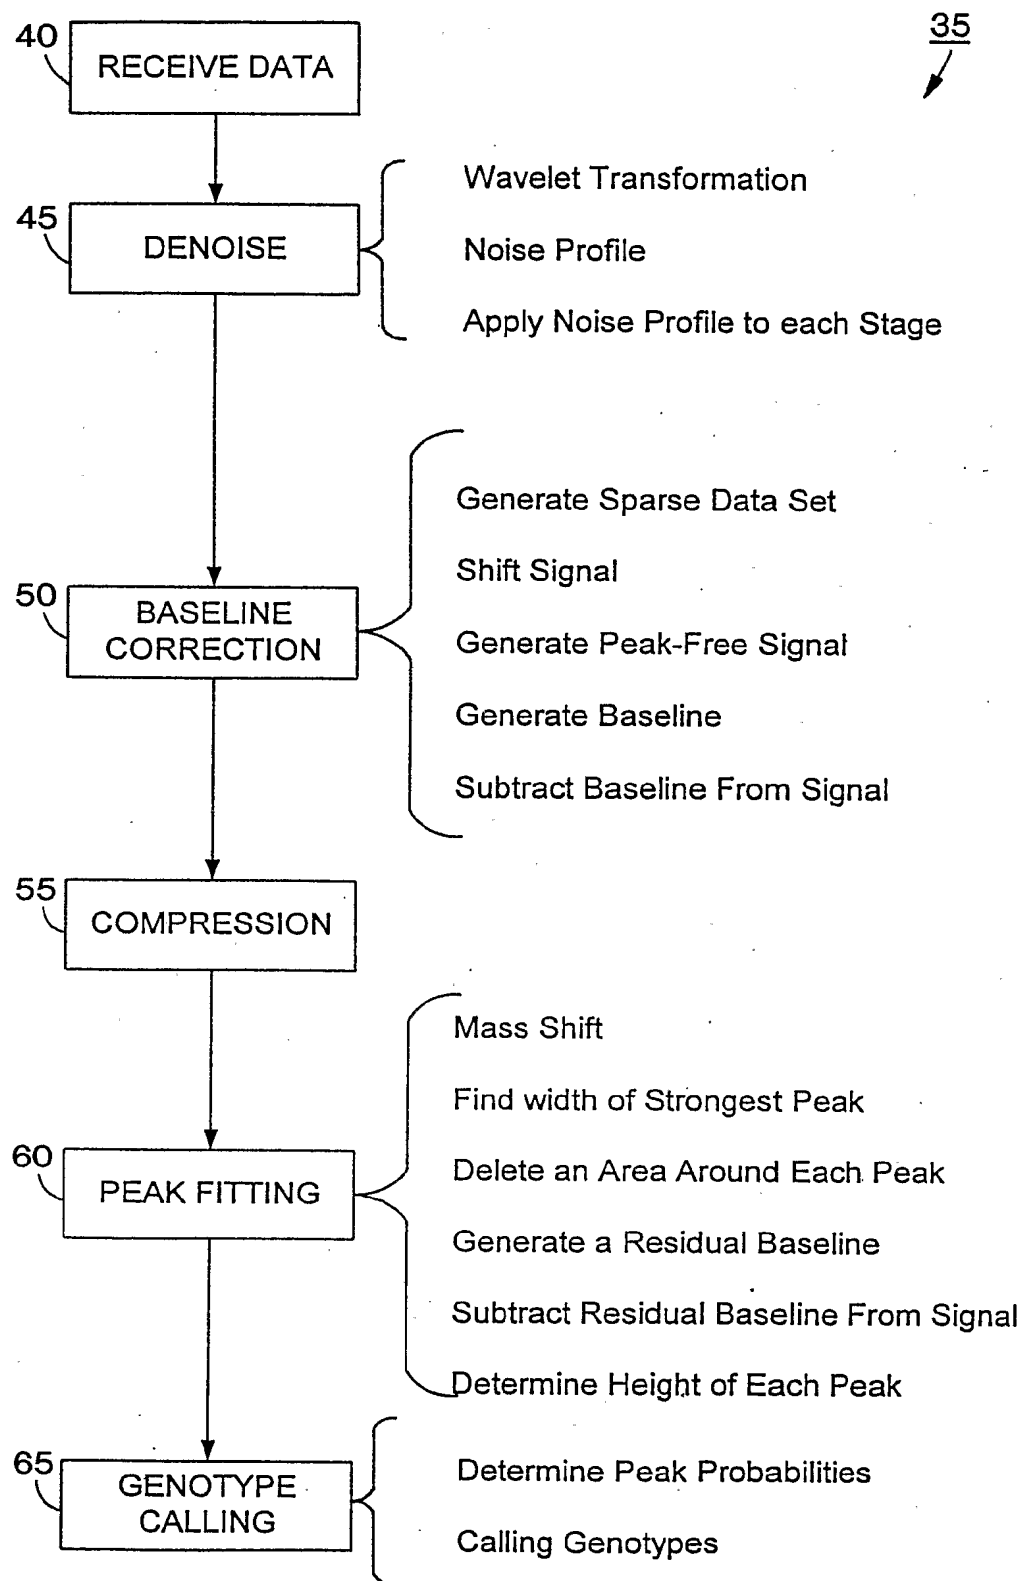 40
RECEIVE DATA
35
45
DENOISE
Wavelet Transformation
Noise Profile
Apply Noise Profile to each Stage
50
BASELINE
CORRECTION
Generate Sparse Data Set
Shift Signal
Generate Peak-Free Signal
Generate Baseline
Subtract Baseline From Signal
55
COMPRESSION
60
PEAK FITTING
Mass Shift
Find width of Strongest Peak
Delete an Area Around Each Peak
Generate a Residual Baseline
Subtract Residual Baseline From Signal
Determine Height of Each Peak
65
GENOTYPE
CALLING
Determine Peak Probabilities
Calling Genotypes